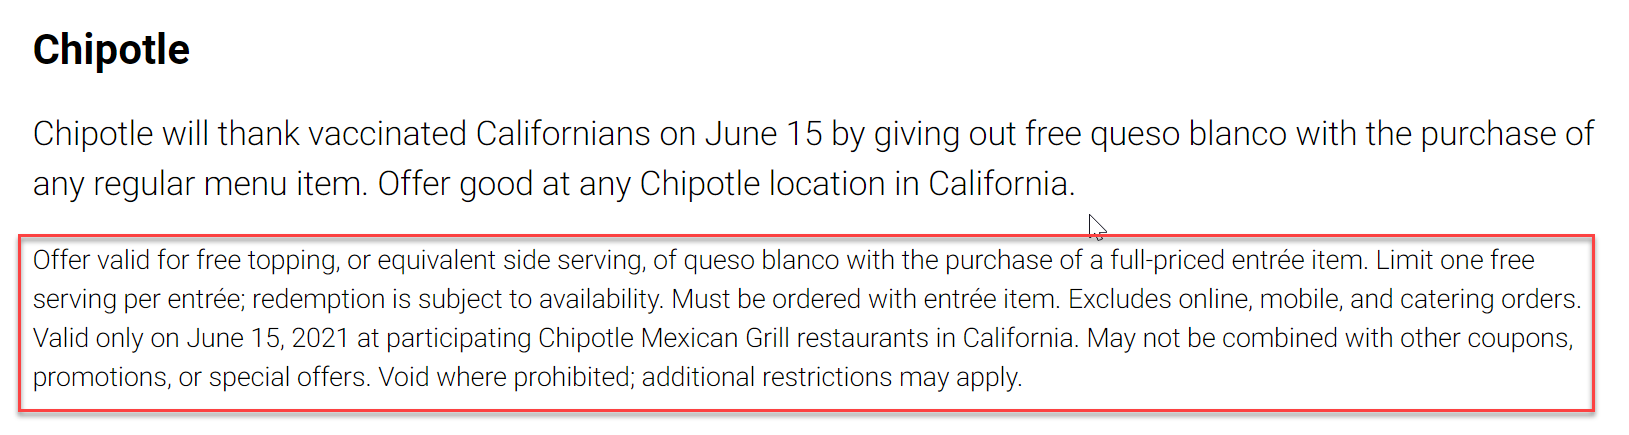 Chipotle
Chipotle will thank vaccinated Californians on June 15 by giving out free queso blanco with the purchase of
any regular menu item. Offer good at any Chipotle location in California.
Offer valid for free topping, or equivalent side serving, of queso blanco with the purchase of a full-priced entrée item. Limit one free
serving per entrée; redemption is subject to availability. Must be ordered with entrée item. Excludes online, mobile, and catering orders.
Valid only on June 15, 2021 at participating Chipotle Mexican Grill restaurants in California. May not be combined with other coupons,
promotions, or special offers. Void where prohibited; additional restrictions may apply.